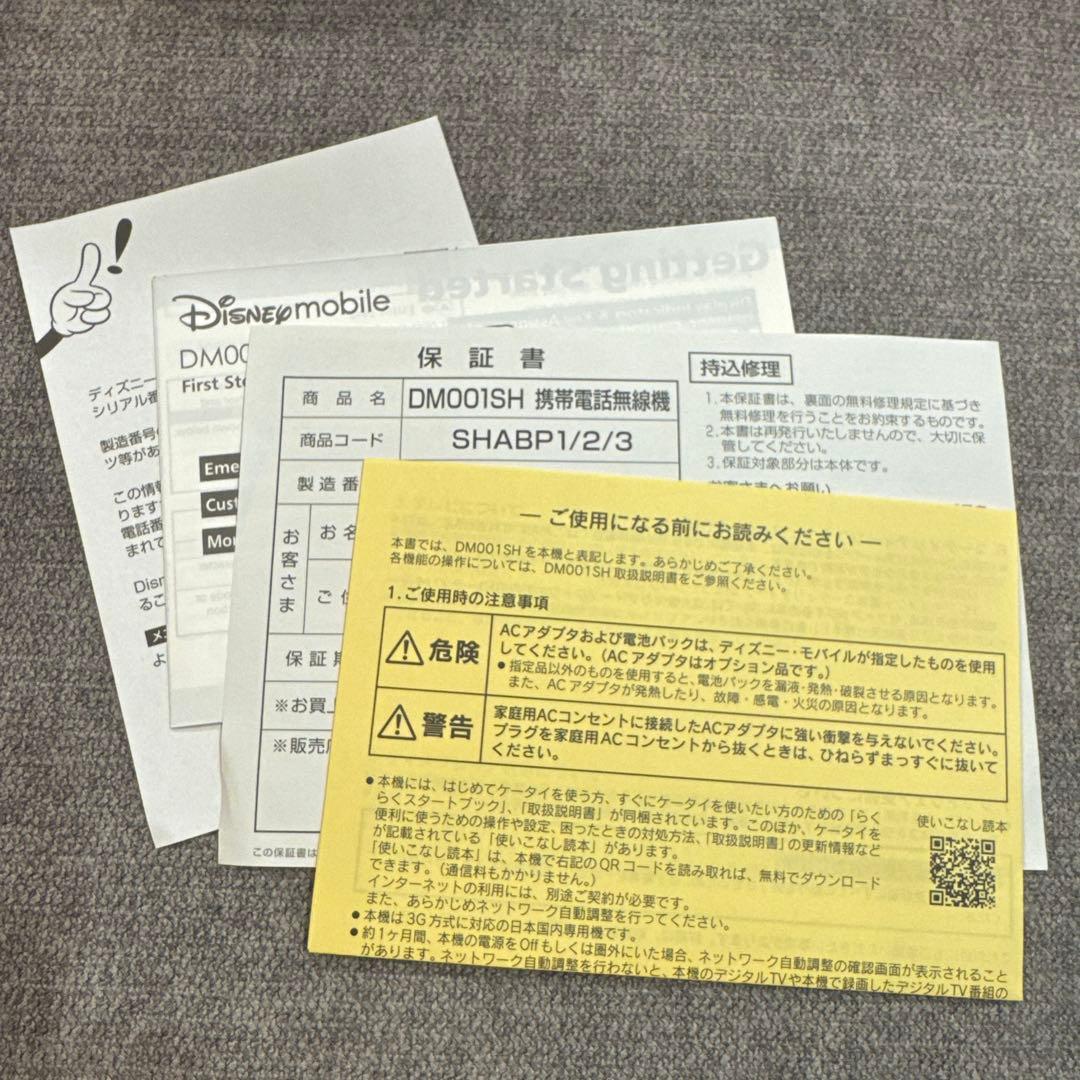 !
ディズニー
シリアル番
製造番号
ツ等があ
この情報
ります
電話番
まれて
Disn
るこ
メ
よ
Disney mobile
DM00
First Ste
Eme
Cust
Mor
Getting Started
保証書
商品名 DM001SH 携帯電話無線機
商品コード SHABP1/2/3
製造番
お客さま
お名
ご住
保証期
※お買上
※販売店
この保証書は
持込修理
1.本保証書は、裏面の無料修理規定に基づき
無料修理を行うことをお約束するものです。
2.本書は再発行いたしませんので、大切に保
管してください。
3.保証対象部分は本体です。
お客さまへお願い
― ご使用になる前にお読みください ―
本書では、DM001SHを本機と表記します。あらかじめご了承ください。
各機能の操作については、DM001SH取扱説明書をご参照ください。
1.ご使用時の注意事項
危険
ACアダプタおよび電池パックは、ディズニー・モバイルが指定したものを使用
してください。(ACアダプタはオプション品です。)
●指定品以外のものを使用すると、電池パックを漏液・発熱・破裂させる原因となります。
また、ACアダプタが発熱したり、故障・感電・火災の原因となります。
警告
家庭用ACコンセントに接続したACアダプタに強い衝撃を与えないでください。
プラグを家庭用ACコンセントから抜くときは、ひねらずまっすぐに抜いて
ください。
●本機には、はじめてケータイを使う方、すぐにケータイを使いたい方のための「らく
らくスタートブック」、「取扱説明書」が同梱されています。このほか、ケータイを
便利に使うための操作や設定、困ったときの対処方法、「取扱説明書」の更新情報など
が記載されている「使いこなし読本」があります。
「使いこなし読本」は、本機で右記のQRコードを読み取れば、無料でダウンロード
できます。(通信料もかかりません。)
インターネットの利用には、別途ご契約が必要です。
また、あらかじめネットワーク自動調整を行ってください。
使いこなし読本
●本機は3G方式に対応の日本国内専用機です。
●約1ヶ月間、本機の電源をOffもしくは圏外にいた場合、ネットワーク自動調整の確認画面が表示されること
があります。ネットワーク自動調整を行わないと、本機のデジタルTVや本機で録画したデジタルTV番組の